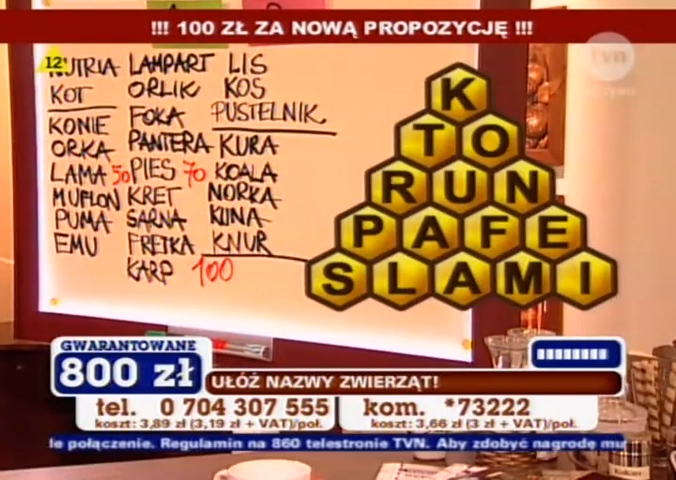 !!! 100 ZŁ ZA NOWĄ PROPOZYCJĘ !!!
12
tvn
NUTRIA LAMPART LIS
KOT ORLIK KOS
KONIE FOKA PUSTELNIK
ORKA PANTERA KURA
LAMA 50 PIES 70 KOALA
MUFLON KRET NORKA
PUMA SARNA KUNA
EMU FRETKA KNUR
KARP 100
K
T O
R U N
P A F E
S L A M I
GWARANTOWANE
800 zł
UŁÓŻ NAZWY ZWIERZĄT!
tel. 0 704 307 555 kom. *73222
koszt: 3,89 zł (3,19 zł + VAT)/poł. koszt: 3,66 zł (3 zł + VAT)/poł.
le połączenie. Regulamin na 860 telestronie TVN. Aby zdobyć nagrodę mu